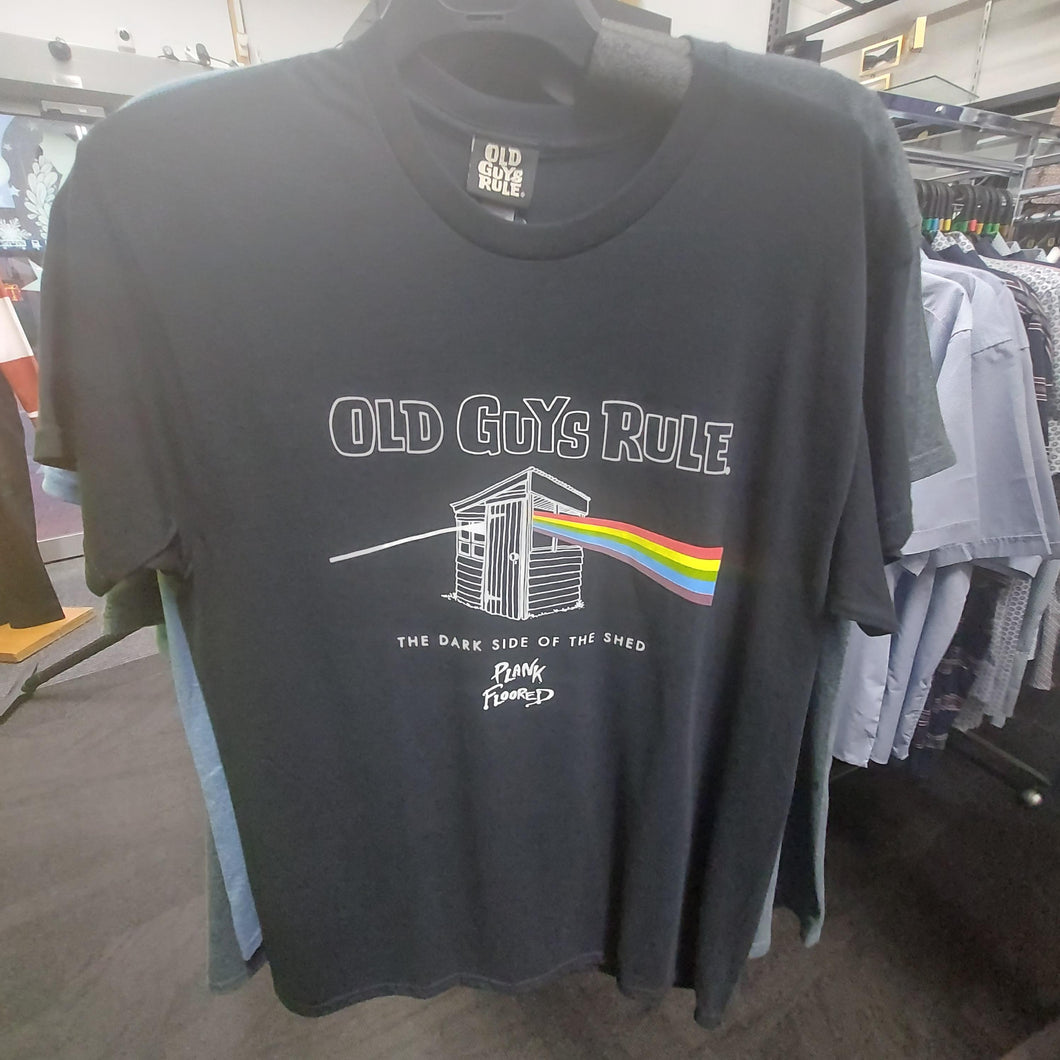 OLD
GUYS
RULE
OLD GUYS RULE
THE DARK SIDE OF THE SHED
PLANK
FLOORED